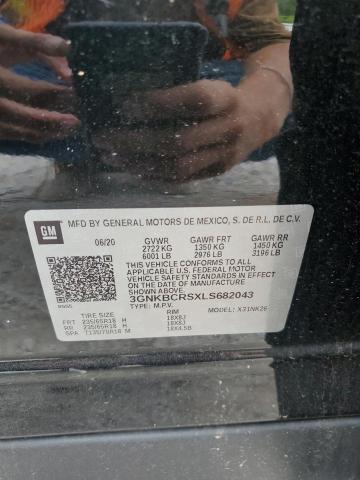 GM
MFD BY GENERAL MOTORS DE MEXICO, S. DE R.L. DE C.V.
06/20 GVWR GAWR FRT GAWR RR
2722 KG 1350 KG 1450 KG
6001 LB 2976 LB 3196 LB
THIS VEHICLE CONFORMS TO ALL
APPLICABLE U.S. FEDERAL MOTOR
VEHICLE SAFETY STANDARDS IN EFFECT
ON THE DATE OF MANUFACTURE
SHOWN ABOVE.
3GNKBCRSXLS682043
TYPE: M.P.V. MODEL: X31NK26
TIRE SIZE RIM
FRT 235/65R18 H 18X8J
RR 235/65R18 H 18X8J
SPA T135/70R18 M 18X4.5B